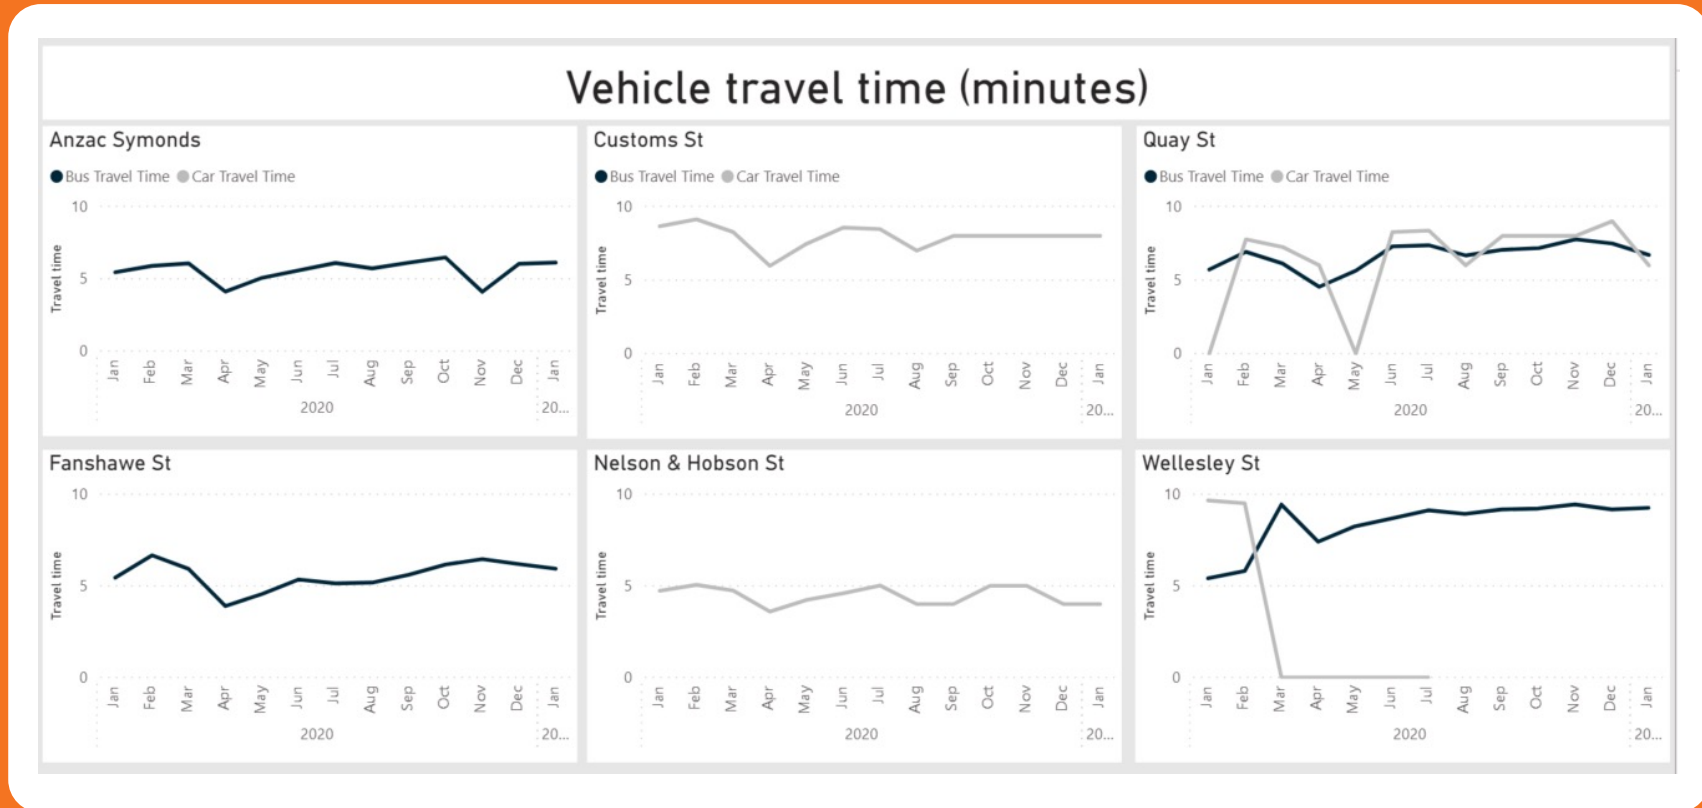 Vehicle travel time (minutes)
Anzac Symonds
Bus Travel Time Car Travel Time
10
5
0
Travel time
Jan Feb Mar Apr May Jun Jul Aug Sep Oct Nov Dec Jan
2020 20...
Customs St
Bus Travel Time Car Travel Time
10
5
0
Travel time
Jan Feb Mar Apr May Jun Jul Aug Sep Oct Nov Dec Jan
2020 20...
Quay St
Bus Travel Time Car Travel Time
10
5
0
Travel time
Jan Feb Mar Apr May Jun Jul Aug Sep Oct Nov Dec Jan
2020 20...
Fanshawe St
10
5
0
Travel time
Jan Feb Mar Apr May Jun Jul Aug Sep Oct Nov Dec Jan
2020 20...
Nelson & Hobson St
10
5
0
Travel time
Jan Feb Mar Apr May Jun Jul Aug Sep Oct Nov Dec Jan
2020 20...
Wellesley St
10
5
0
Travel time
Jan Feb Mar Apr May Jun Jul Aug Sep Oct Nov Dec Jan
2020 20...